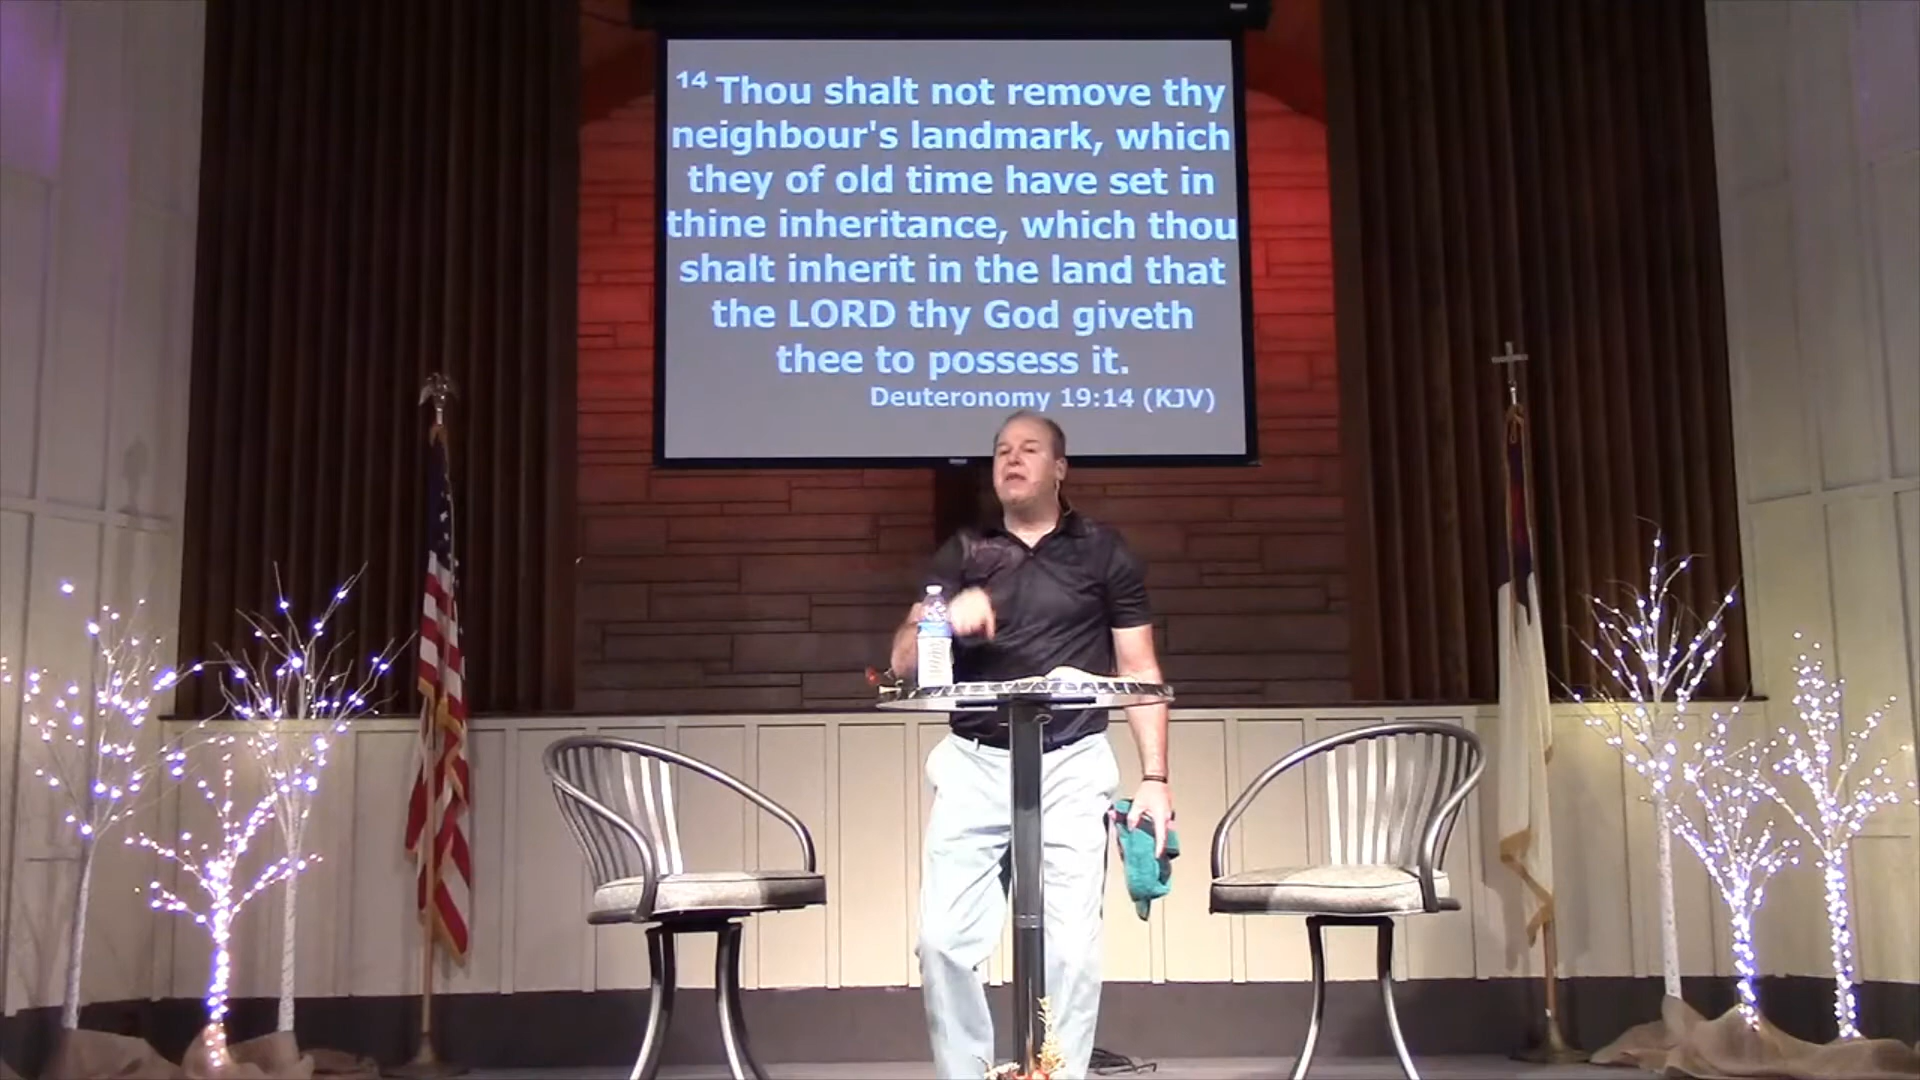 14 Thou shalt not remove thy
neighbour's landmark, which
they of old time have set in
thine inheritance, which thou
shalt inherit in the land that
the LORD thy God giveth
thee to possess it.
Deuteronomy 19:14 (KJV)